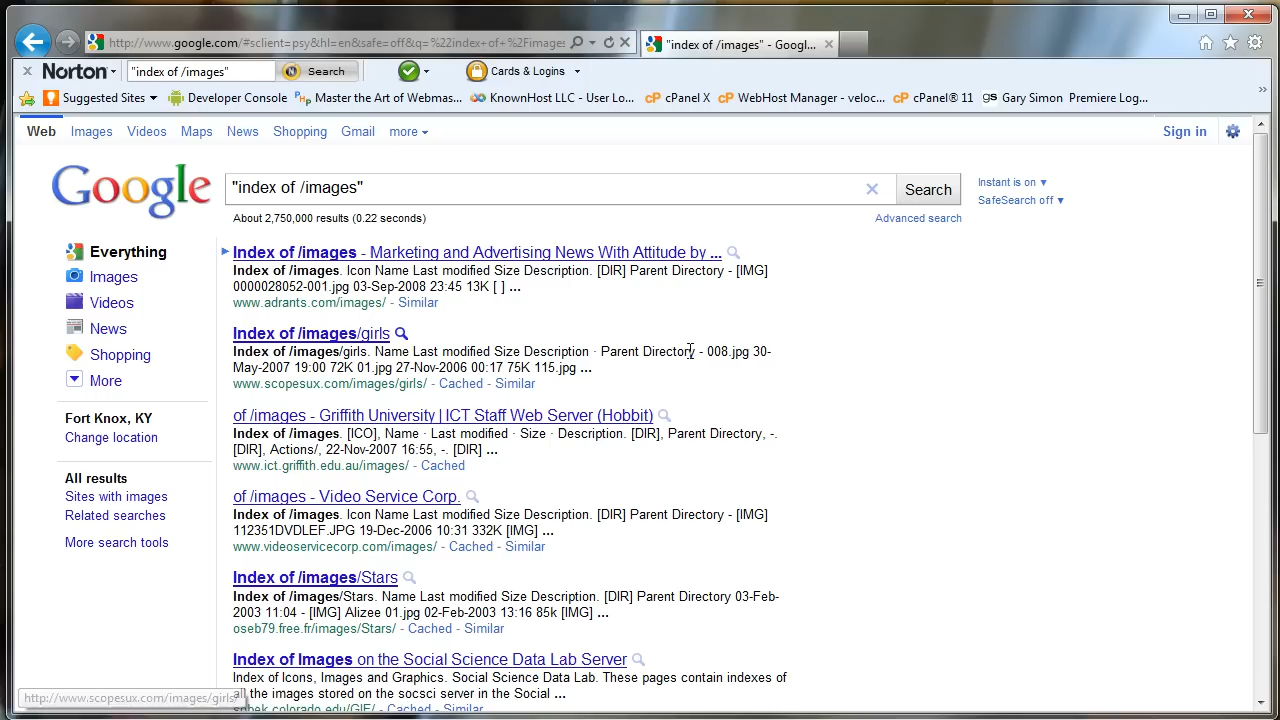 http://www.google.com/#sclient=psy&hl=en&safe=off&q=%22index+of+%2Fimages
"index of /images" - Googl...
Norton
"index of /images"
Search
Cards & Logins
Suggested Sites
Developer Console
Master the Art of Webmas...
KnownHost LLC - User Lo...
cPanel X
WebHost Manager - veloc...
cPanel® 11
Gary Simon Premiere Log...
Web Images Videos Maps News Shopping Gmail more
Sign in
Google
"index of /images"
Search
Instant is on
SafeSearch off
About 2,750,000 results (0.22 seconds)
Advanced search
Everything
Images
Videos
News
Shopping
More
Fort Knox, KY
Change location
All results
Sites with images
Related searches
More search tools
Index of /images - Marketing and Advertising News With Attitude by ...
Index of /images. Icon Name Last modified Size Description. [DIR] Parent Directory - [IMG]
0000028052-001.jpg 03-Sep-2008 23:45 13K [ ] ...
www.adrants.com/images/ - Similar
Index of /images/girls
Index of /images/girls. Name Last modified Size Description · Parent Directory - 008.jpg 30-
May-2007 19:00 72K 01.jpg 27-Nov-2006 00:17 75K 115.jpg ...
www.scopesux.com/images/girls/ - Cached - Similar
of /images - Griffith University | ICT Staff Web Server (Hobbit)
Index of /images. [ICO], Name · Last modified · Size · Description. [DIR], Parent Directory, -.
[DIR], Actions/, 22-Nov-2007 16:55, -. [DIR] ...
www.ict.griffith.edu.au/images/ - Cached
of /images - Video Service Corp.
Index of /images. Icon Name Last modified Size Description. [DIR] Parent Directory - [IMG]
112351DVDLEF.JPG 19-Dec-2006 10:31 332K [IMG] ...
www.videoservicecorp.com/images/ - Cached - Similar
Index of /images/Stars
Index of /images/Stars. Name Last modified Size Description. [DIR] Parent Directory 03-Feb-
2003 11:04 - [IMG] Alizee 01.jpg 02-Feb-2003 13:16 85k [IMG] ...
oseb79.free.fr/images/Stars/ - Cached - Similar
Index of Images on the Social Science Data Lab Server
Index of Icons, Images and Graphics. Social Science Data Lab. These pages contain indexes of
all the images stored on the socsci server in the Social ...
.colorado.edu/GIF/ - Cached - Similar
http://www.scopesux.com/images/girls/